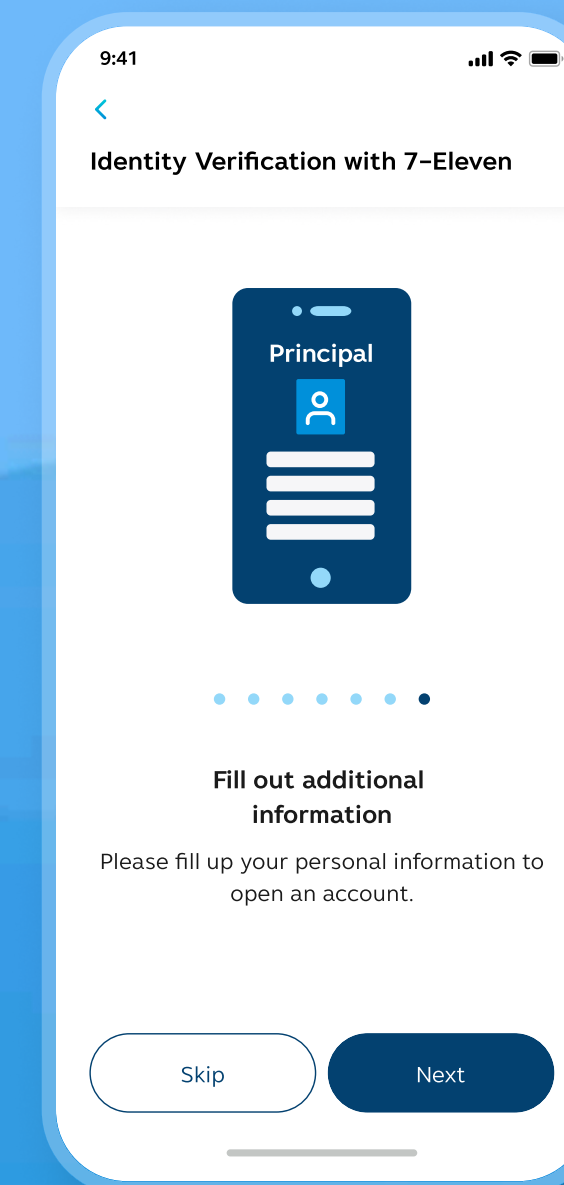 9:41
Identity Verification with 7-Eleven
Principal
Fill out additional
information
Please fill up your personal information to
open an account.
Skip
Next